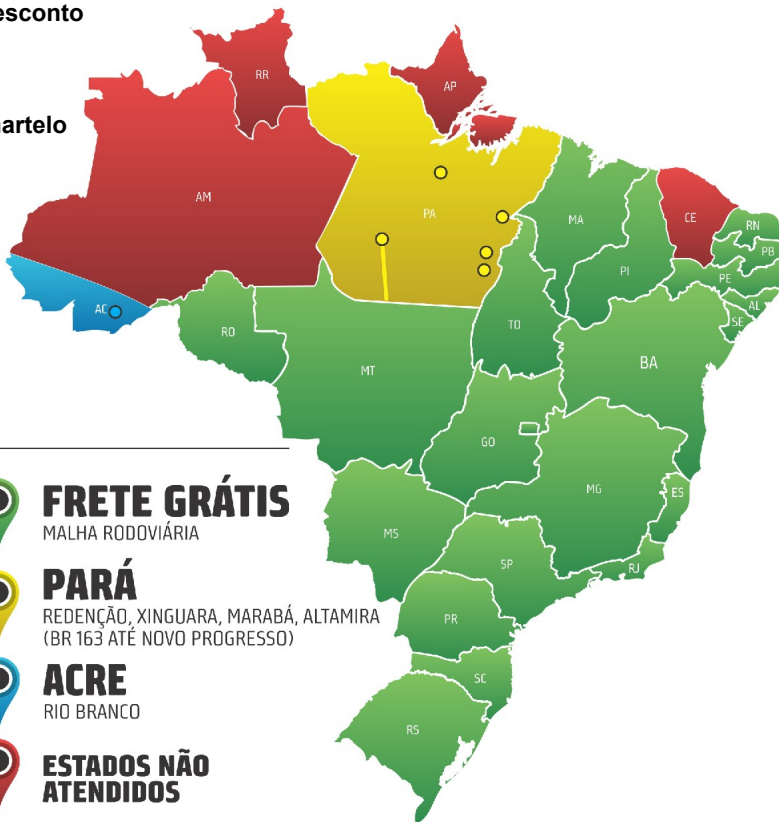 esconto
artelo
RR
AP
AM
PA
MA
CE
RN
PB
PI
PE
AL
SE
AC
RO
TO
MT
BA
GO
MG
ES
MS
SP
RJ
PR
SC
RS
FRETE GRÁTIS
MALHA RODOVIÁRIA
PARÁ
REDENÇÃO, XINGUARA, MARABÁ, ALTAMIRA
(BR 163 ATÉ NOVO PROGRESSO)
ACRE
RIO BRANCO
ESTADOS NÃO
ATENDIDOS